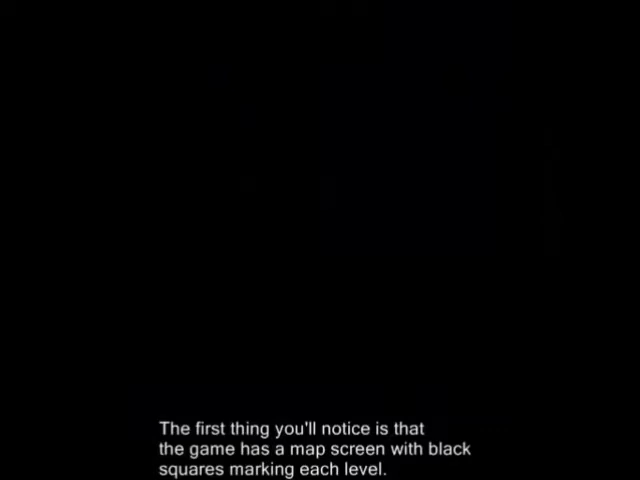 The first thing you'll notice is that
the game has a map screen with black
squares marking each level.